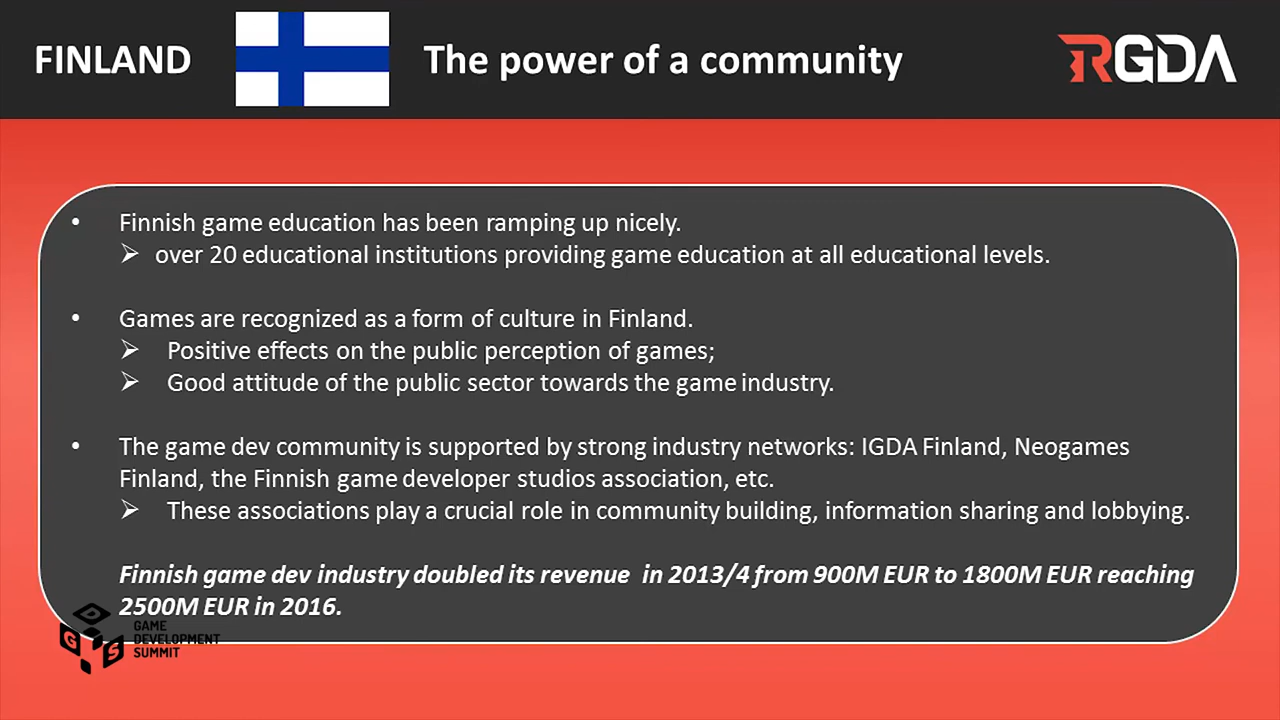 FINLAND
The power of a community
RGDA
• Finnish game education has been ramping up nicely.
➢ over 20 educational institutions providing game education at all educational levels.
• Games are recognized as a form of culture in Finland.
➢ Positive effects on the public perception of games;
➢ Good attitude of the public sector towards the game industry.
• The game dev community is supported by strong industry networks: IGDA Finland, Neogames
Finland, the Finnish game developer studios association, etc.
➢ These associations play a crucial role in community building, information sharing and lobbying.
Finnish game dev industry doubled its revenue in 2013/4 from 900M EUR to 1800M EUR reaching
2500M EUR in 2016.
GDS
GAME
DEVELOPMENT
SUMMIT